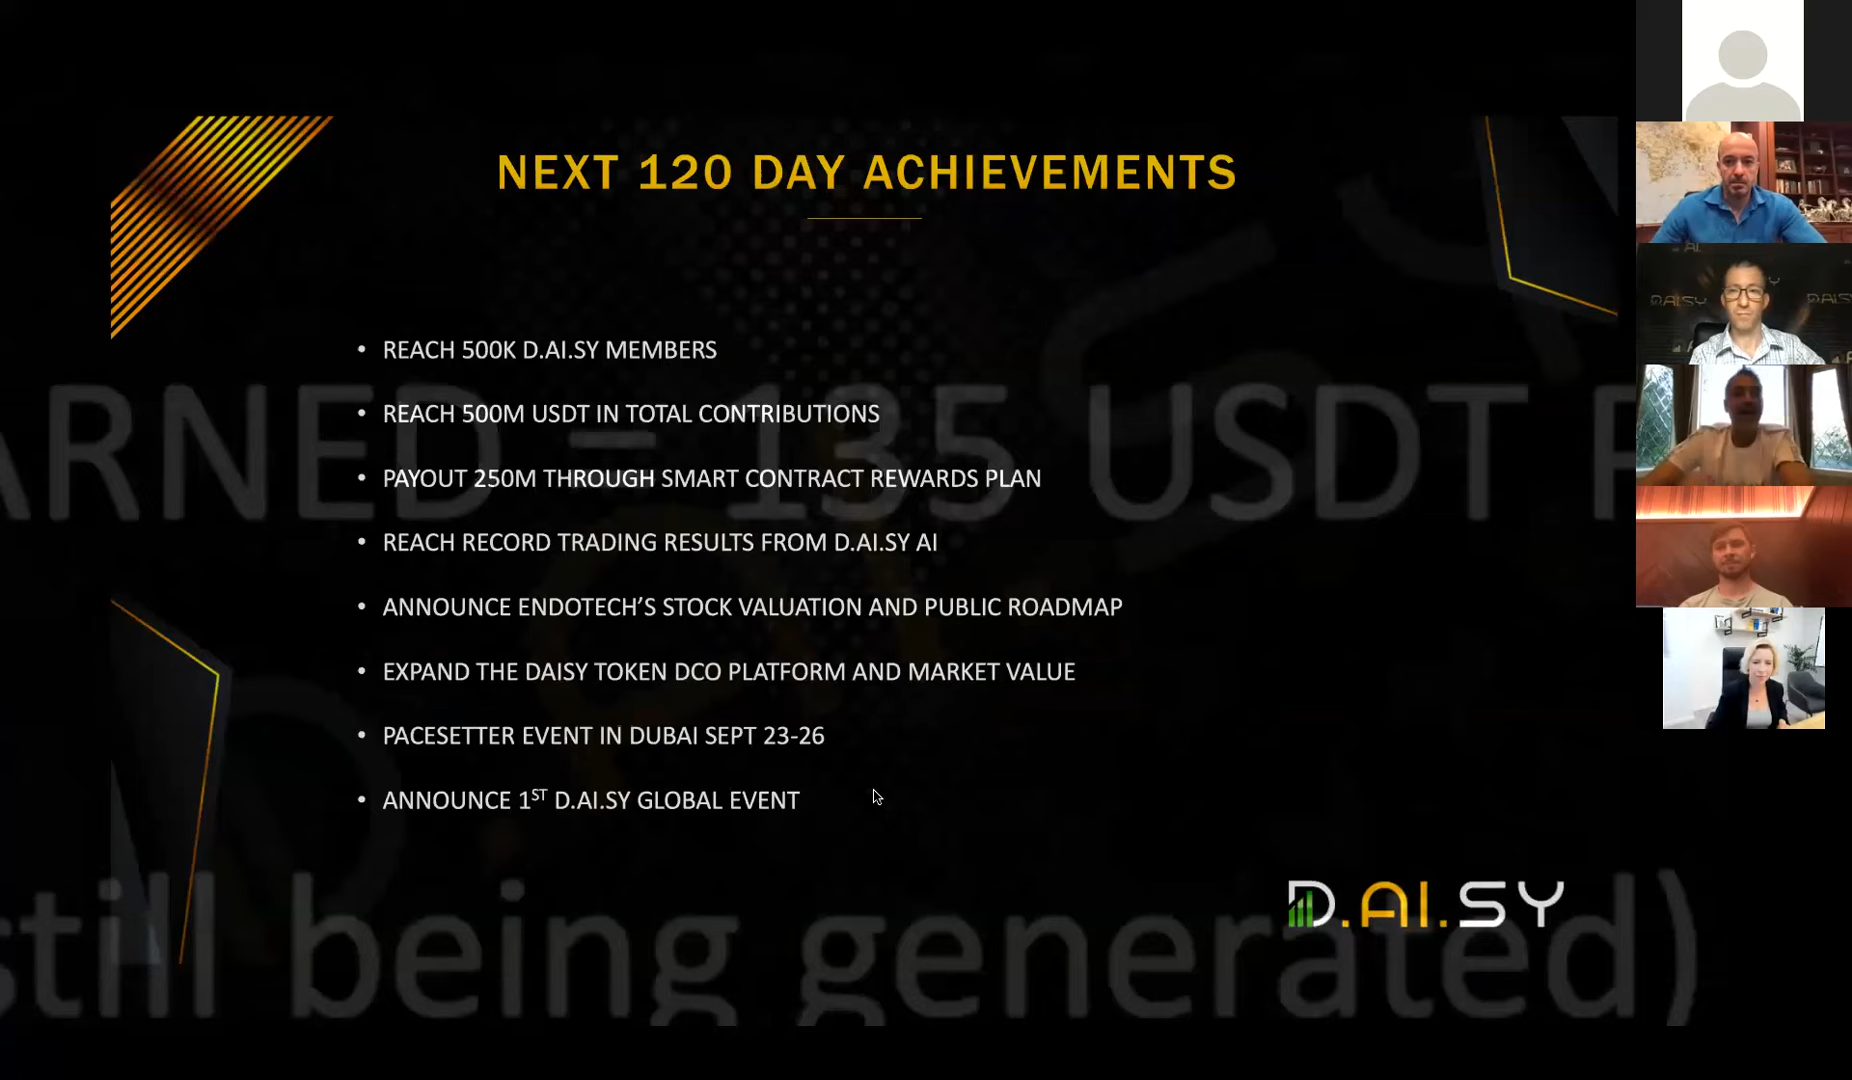 NEXT 120 DAY ACHIEVEMENTS
• REACH 500K D.AI.SY MEMBERS
• REACH 500M USDT IN TOTAL CONTRIBUTIONS
ARNED = 135 USDT
• PAYOUT 250M THROUGH SMART CONTRACT REWARDS PLAN
• REACH RECORD TRADING RESULTS FROM D.AI.SY AI
• ANNOUNCE ENDOTECH'S STOCK VALUATION AND PUBLIC ROADMAP
• EXPAND THE DAISY TOKEN DCO PLATFORM AND MARKET VALUE
• PACESETTER EVENT IN DUBAI SEPT 23-26
• ANNOUNCE 1ST D.AI.SY GLOBAL EVENT
D.AI.SY
still being generated)